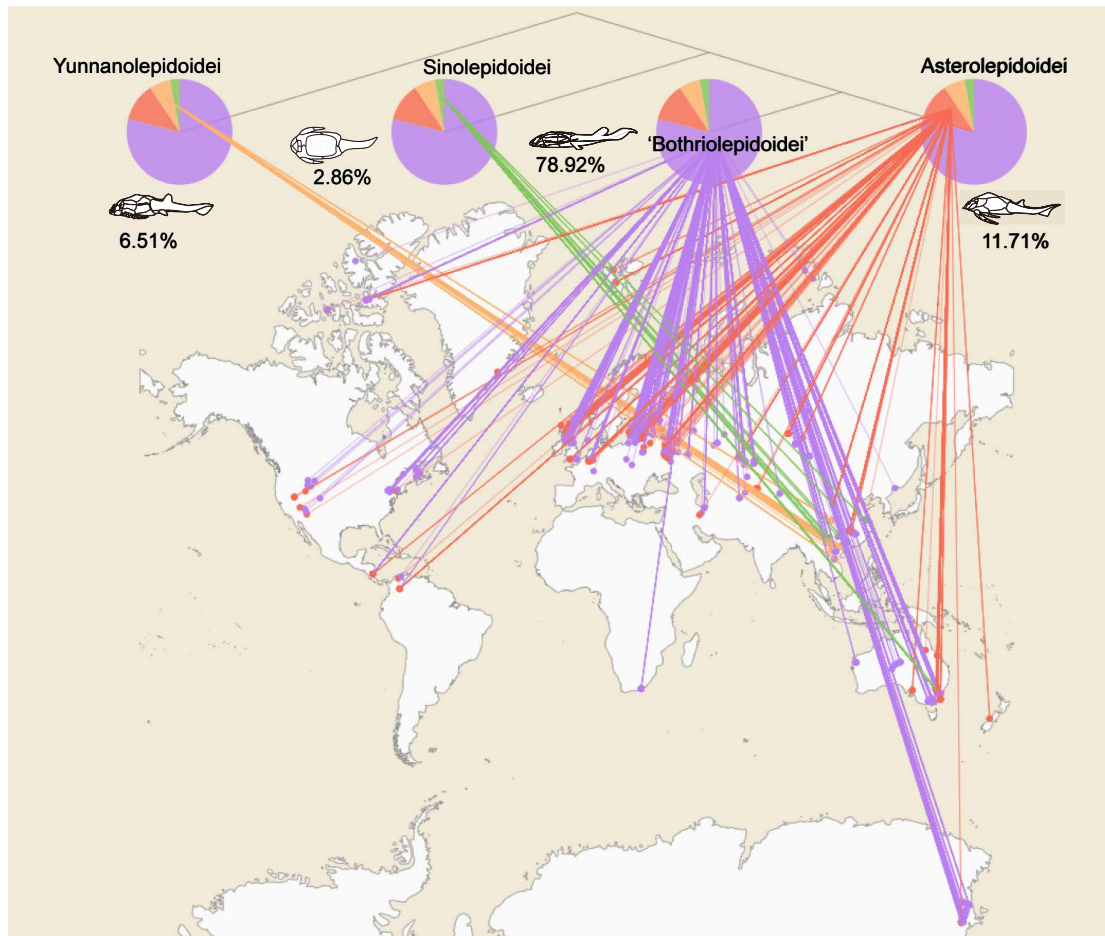 Yunnanolepidoidei
Sinolepidoidei
Asterolepidoidei
'Bothriolepidoidei'
2.86%
78.92%
6.51%
11.71%